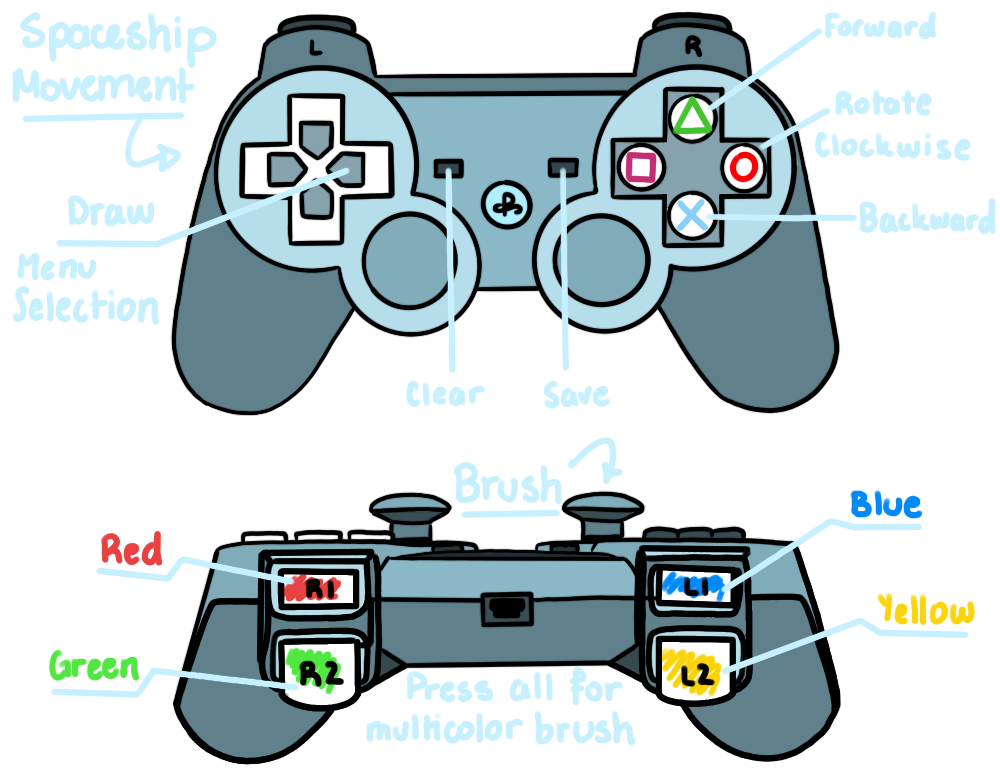 Spaceship
Movement
L
R
Forward
Rotate
Clockwise
Backward
Draw
Menu
Selection
Clear
Save
Brush
Red
R1
Green
R2
Blue
L1
Yellow
L2
Press all for
multicolor brush